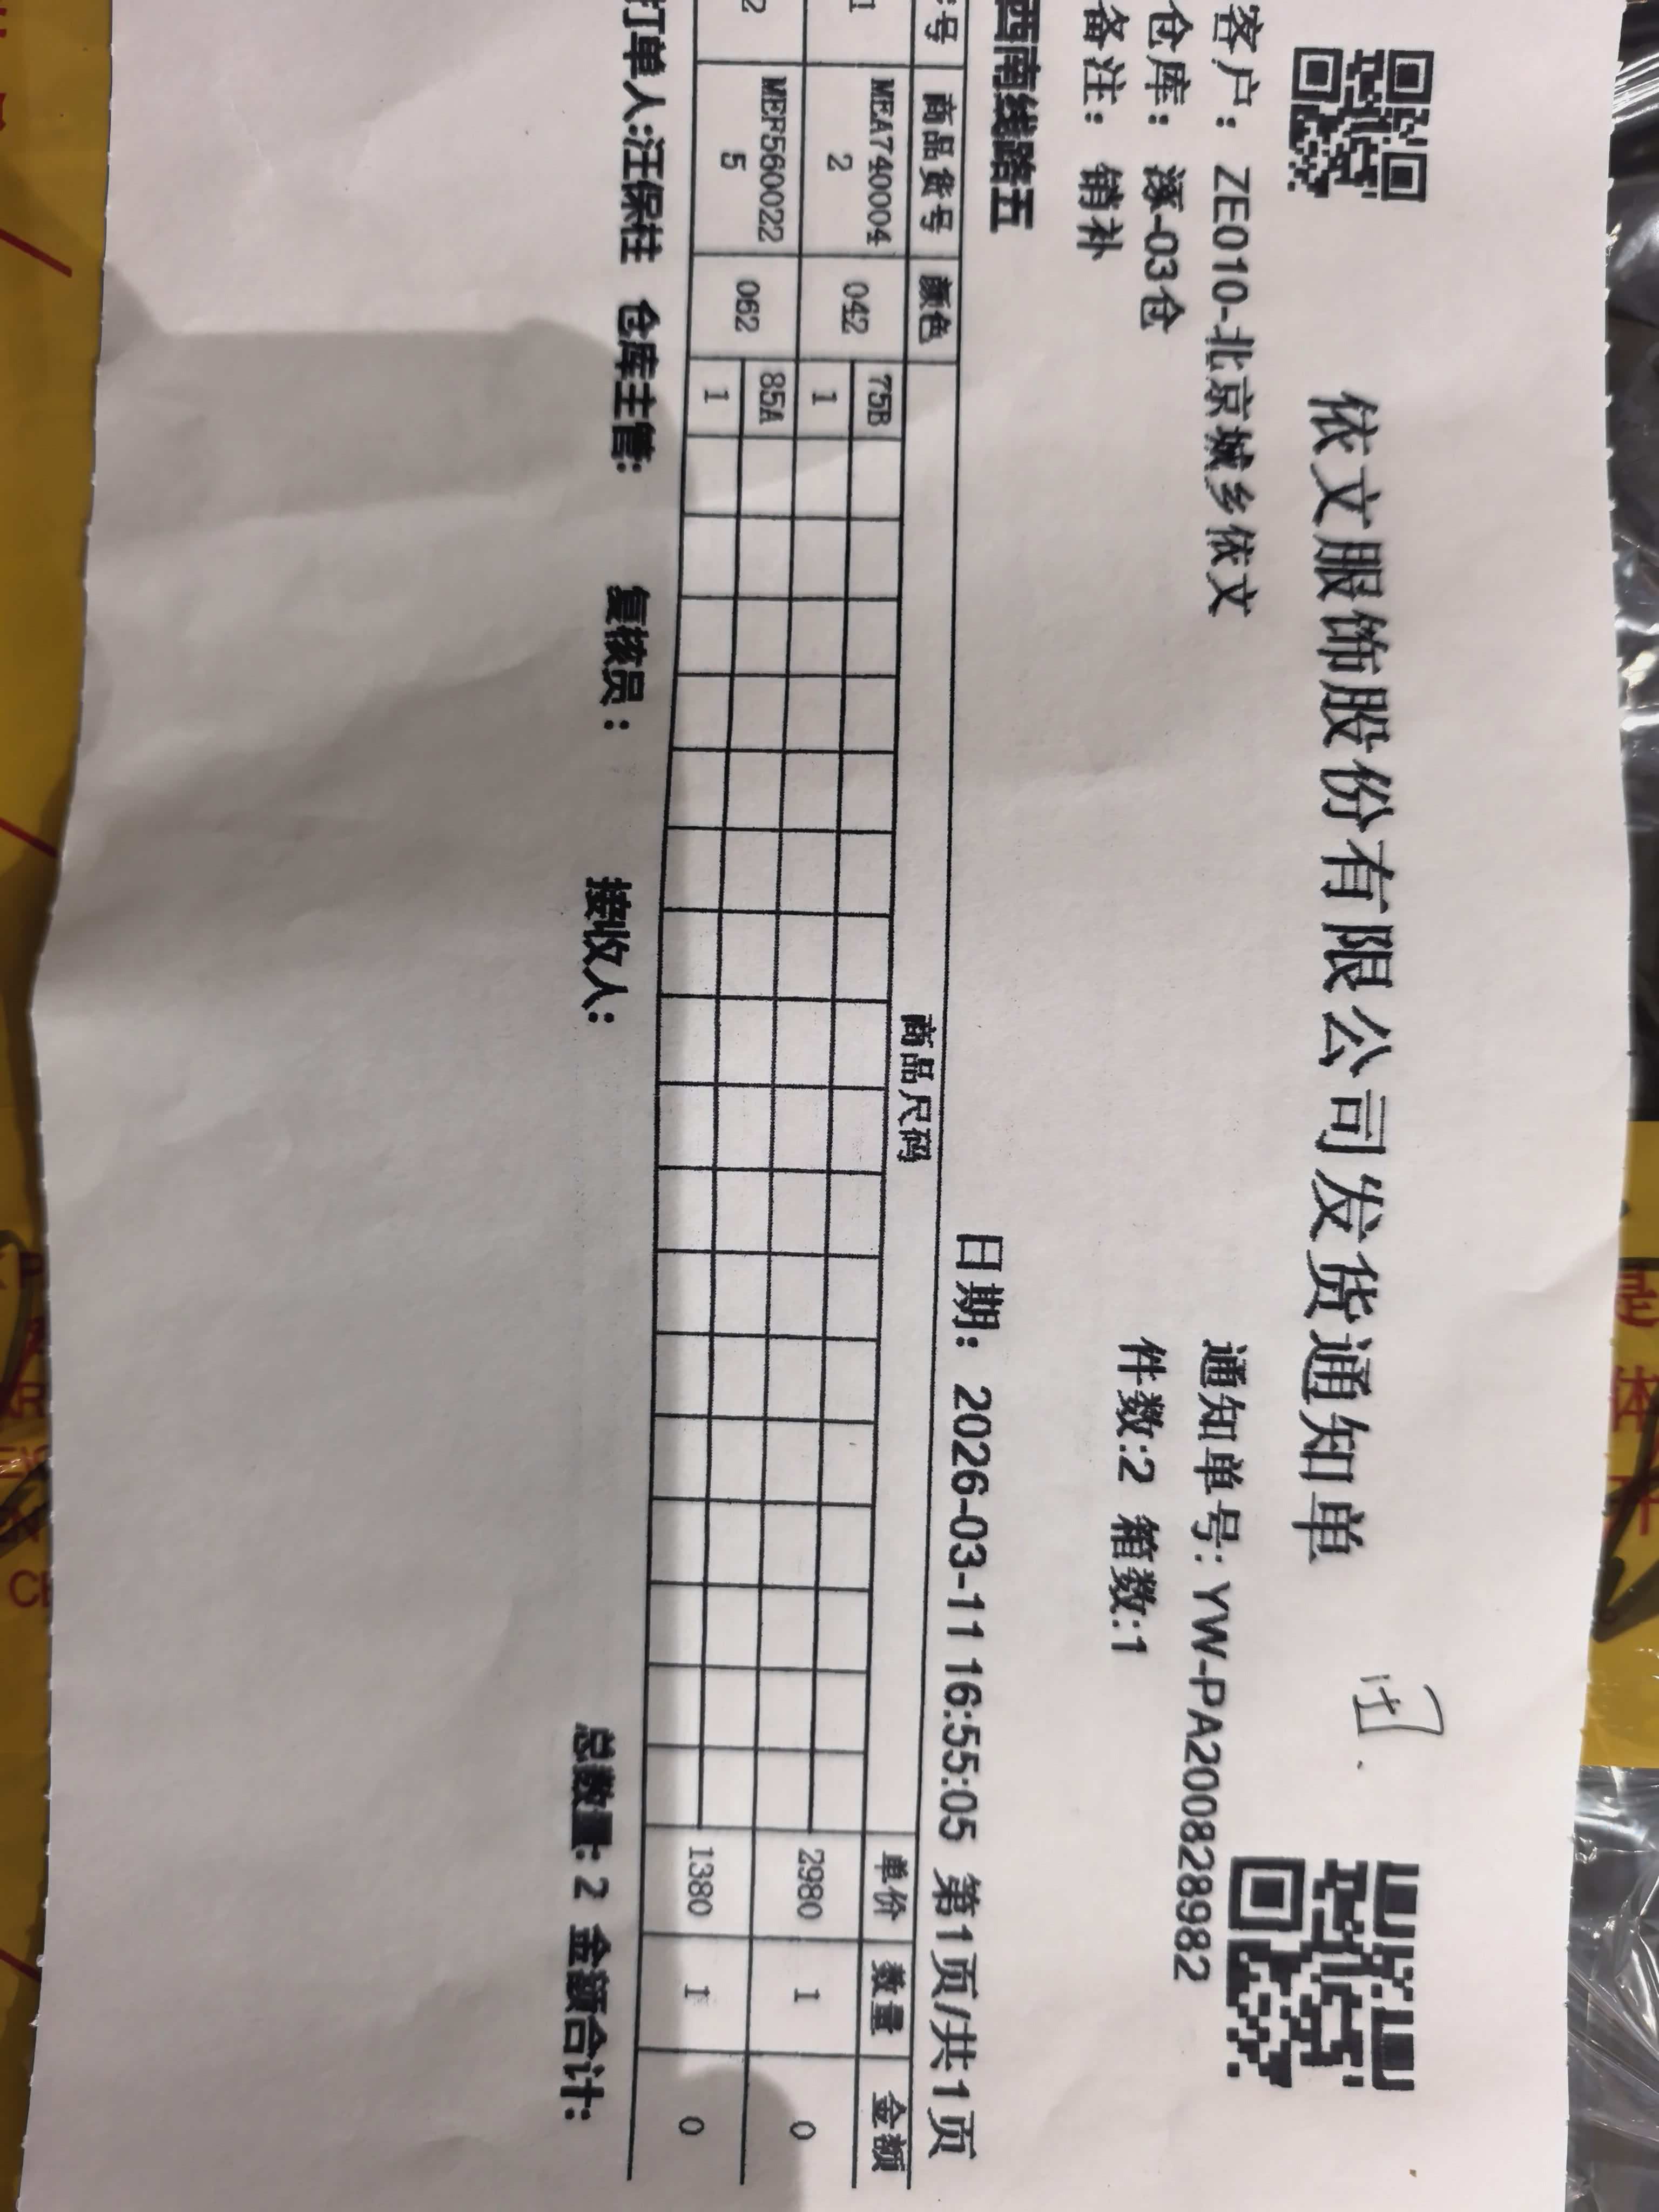 依文服饰股份有限公司发货通知单
客户： ZE010-北京城乡依文 通知单号: YW-PA200828982
仓库： 溪-03仓 件数:2 箱数:1
备注： 销补
西南线路五 日期： 2026-03-11 16:55:05 第1页/共1页
号 商品货号 颜色 商品尺码 单价 数量 金额
1 MEA740004 042 75B 2980 1 0
2 1
2 MER560022 062 85A 1380 1 0
5 1
打单人:汪保柱 仓库主管: 复核员： 接收人: 总数量: 2 金额合计: